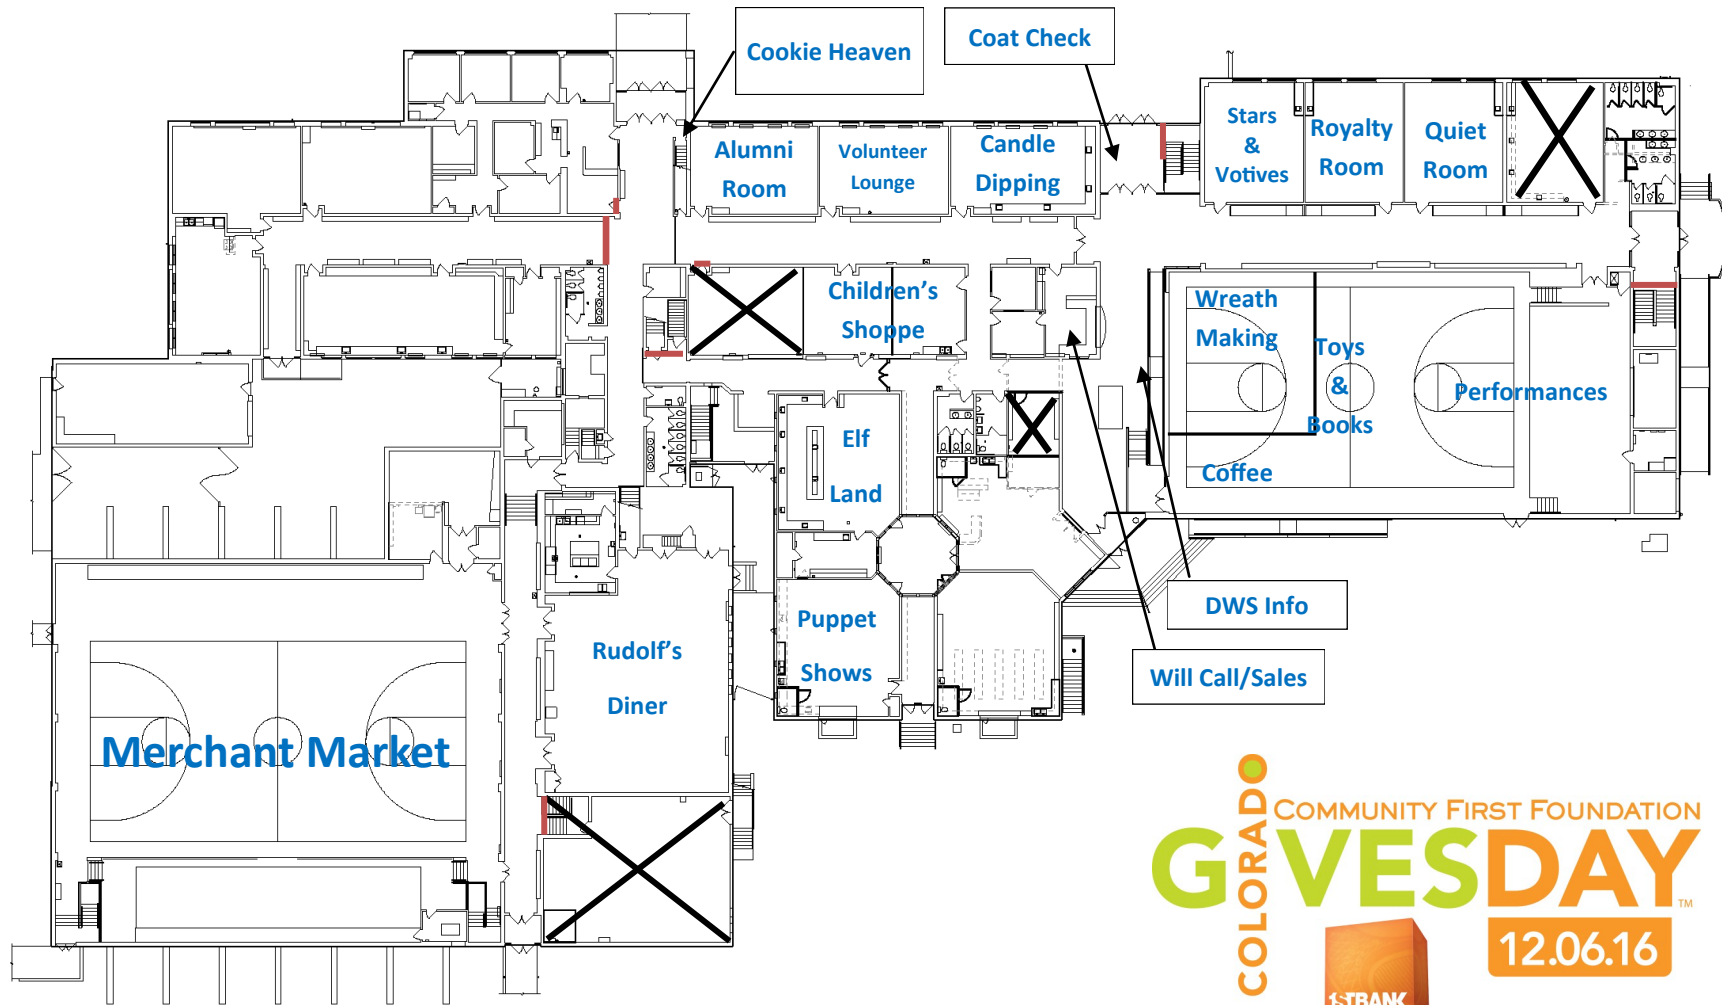 Cookie Heaven
Coat Check
Alumni
Room
Volunteer
Lounge
Candle
Dipping
Stars
&
Votives
Royalty
Room
Quiet
Room
Children's
Shoppe
Wreath
Making
Toys
&
Books
Performances
Coffee
Elf
Land
Puppet
Shows
Rudolf's
Diner
Merchant Market
DWS Info
Will Call/Sales
COLORADO
COMMUNITY FIRST FOUNDATION
GIVESDAY™
12.06.16
1STBANK